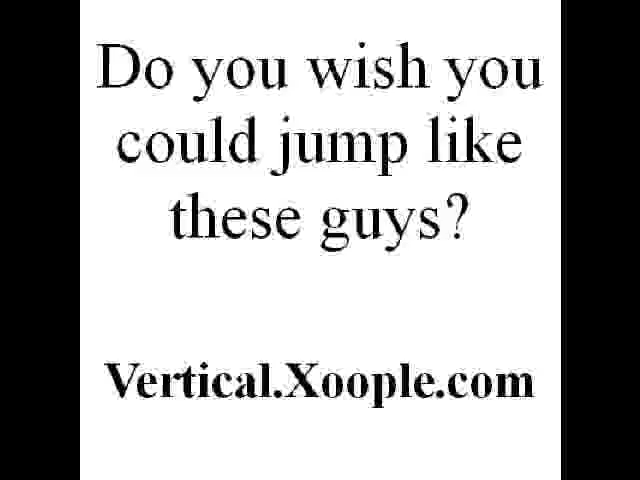 Do you wish you
could jump like
these guys?
Vertical.Xoople.com